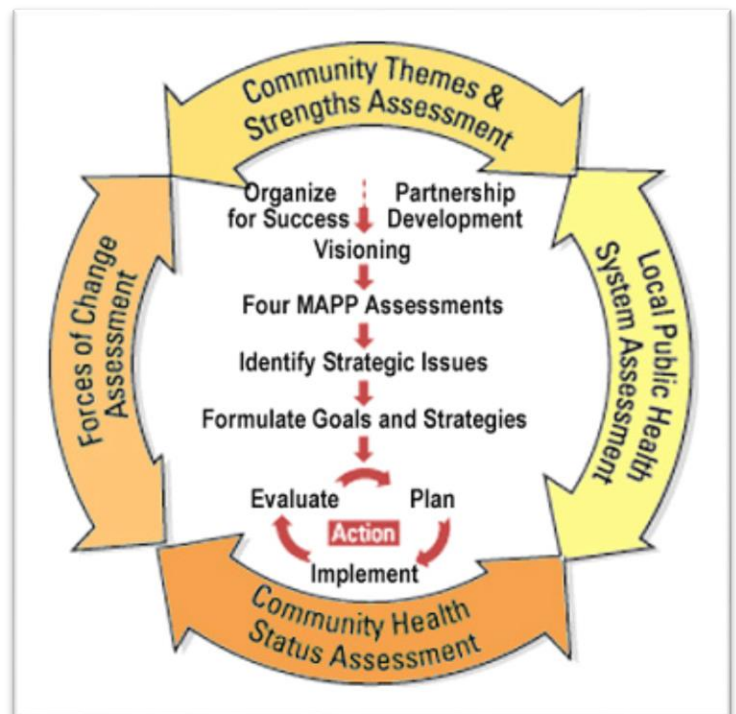 Community Themes &
Strengths Assessment
Organize
for Success
Partnership
Development
Visioning
Four MAPP Assessments
Identify Strategic Issues
Formulate Goals and Strategies
Evaluate
Plan
Action
Implement
Forces of Change
Assessment
Local Public Health
System Assessment
Community Health
Status Assessment